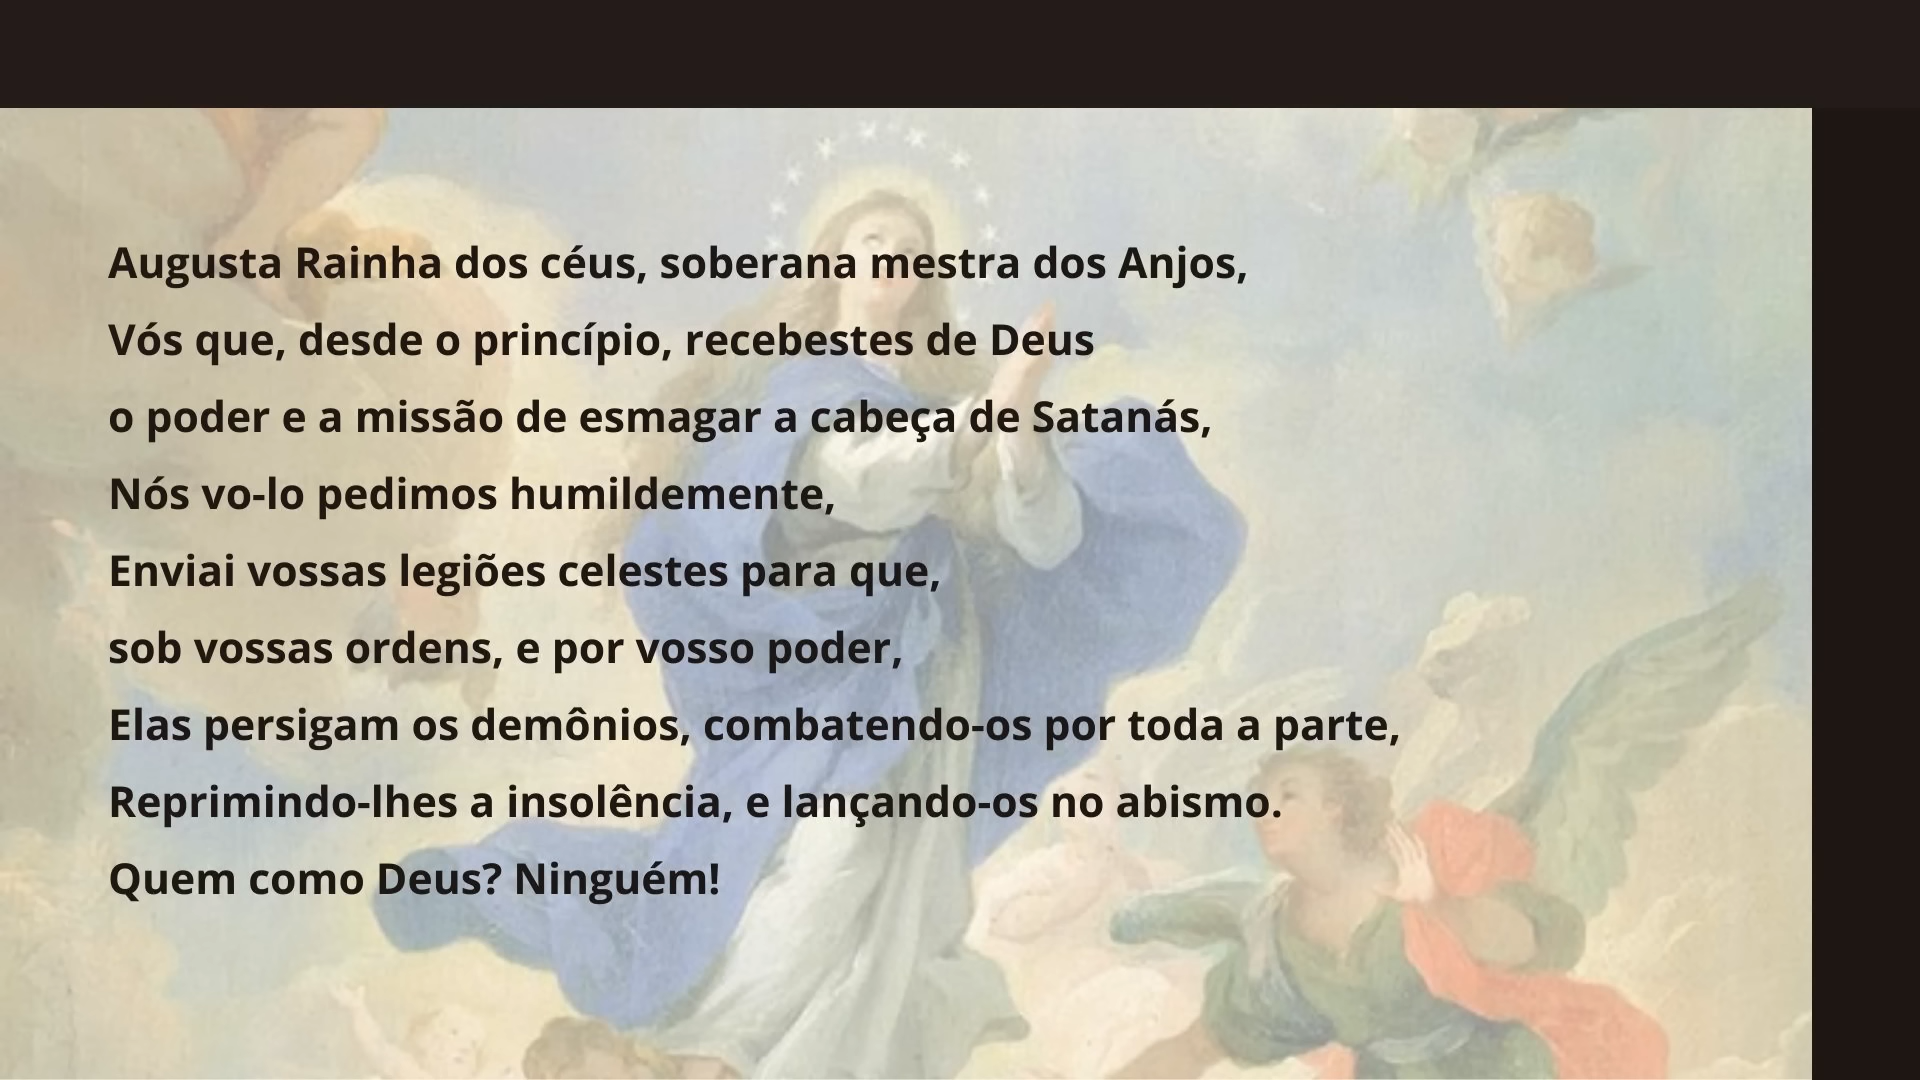 Augusta Rainha dos céus, soberana mestra dos Anjos,
Vós que, desde o princípio, recebestes de Deus
o poder e a missão de esmagar a cabeça de Satanás,
Nós vo-lo pedimos humildemente,
Enviai vossas legiões celestes para que,
sob vossas ordens, e por vosso poder,
Elas persigam os demônios, combatendo-os por toda a parte,
Reprimindo-lhes a insolência, e lançando-os no abismo.
Quem como Deus? Ninguém!